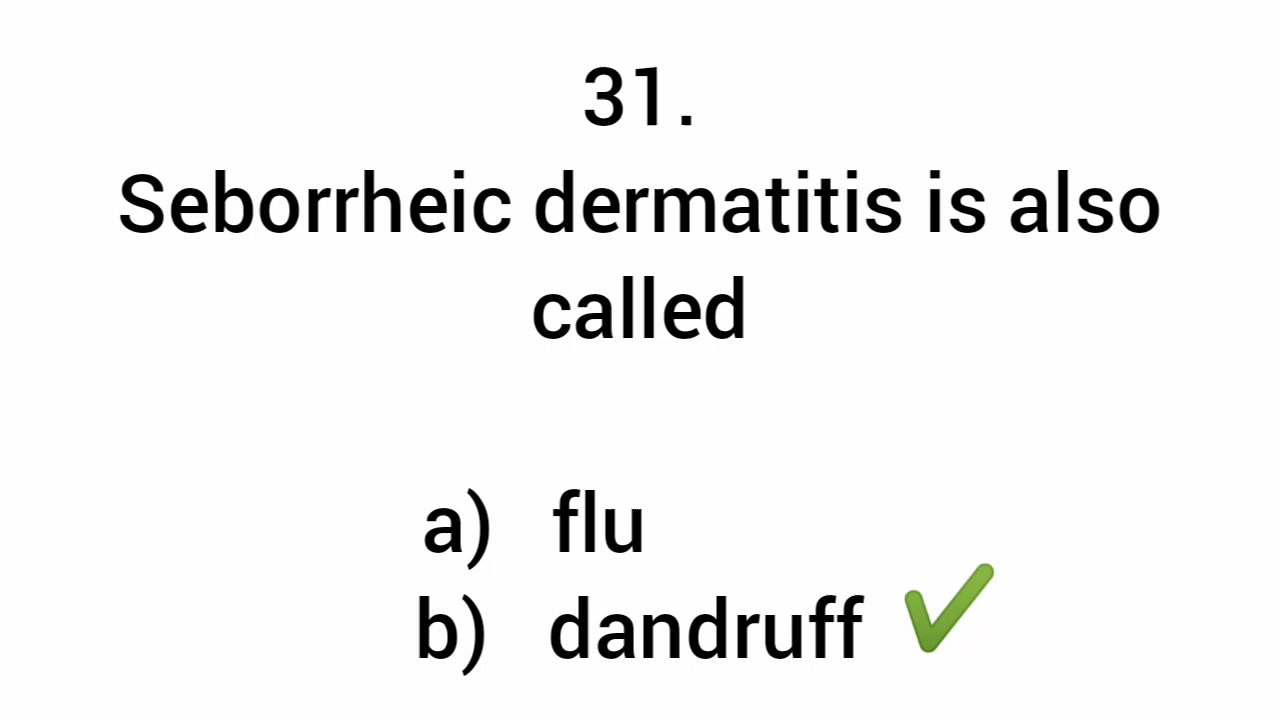 31.
Seborrheic dermatitis is also
called
a) flu
b) dandruff ✔